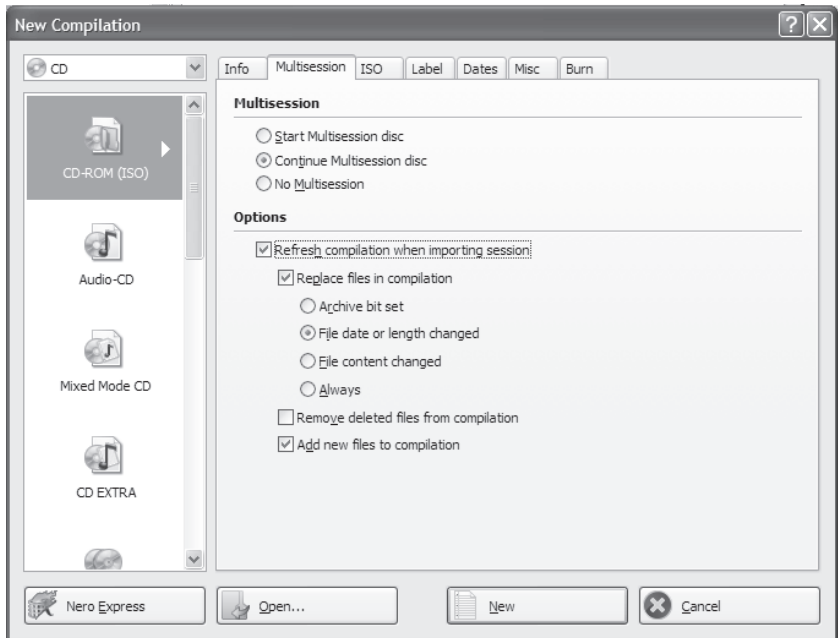 New Compilation
CD
Info Multisession ISO Label Dates Misc Burn
CD-ROM (ISO)
Audio-CD
Mixed Mode CD
CD EXTRA
Multisession
Start Multisession disc
Continue Multisession disc
No Multisession
Options
Refresh compilation when importing session
Replace files in compilation
Archive bit set
File date or length changed
File content changed
Always
Remove deleted files from compilation
Add new files to compilation
Nero Express Open... New Cancel